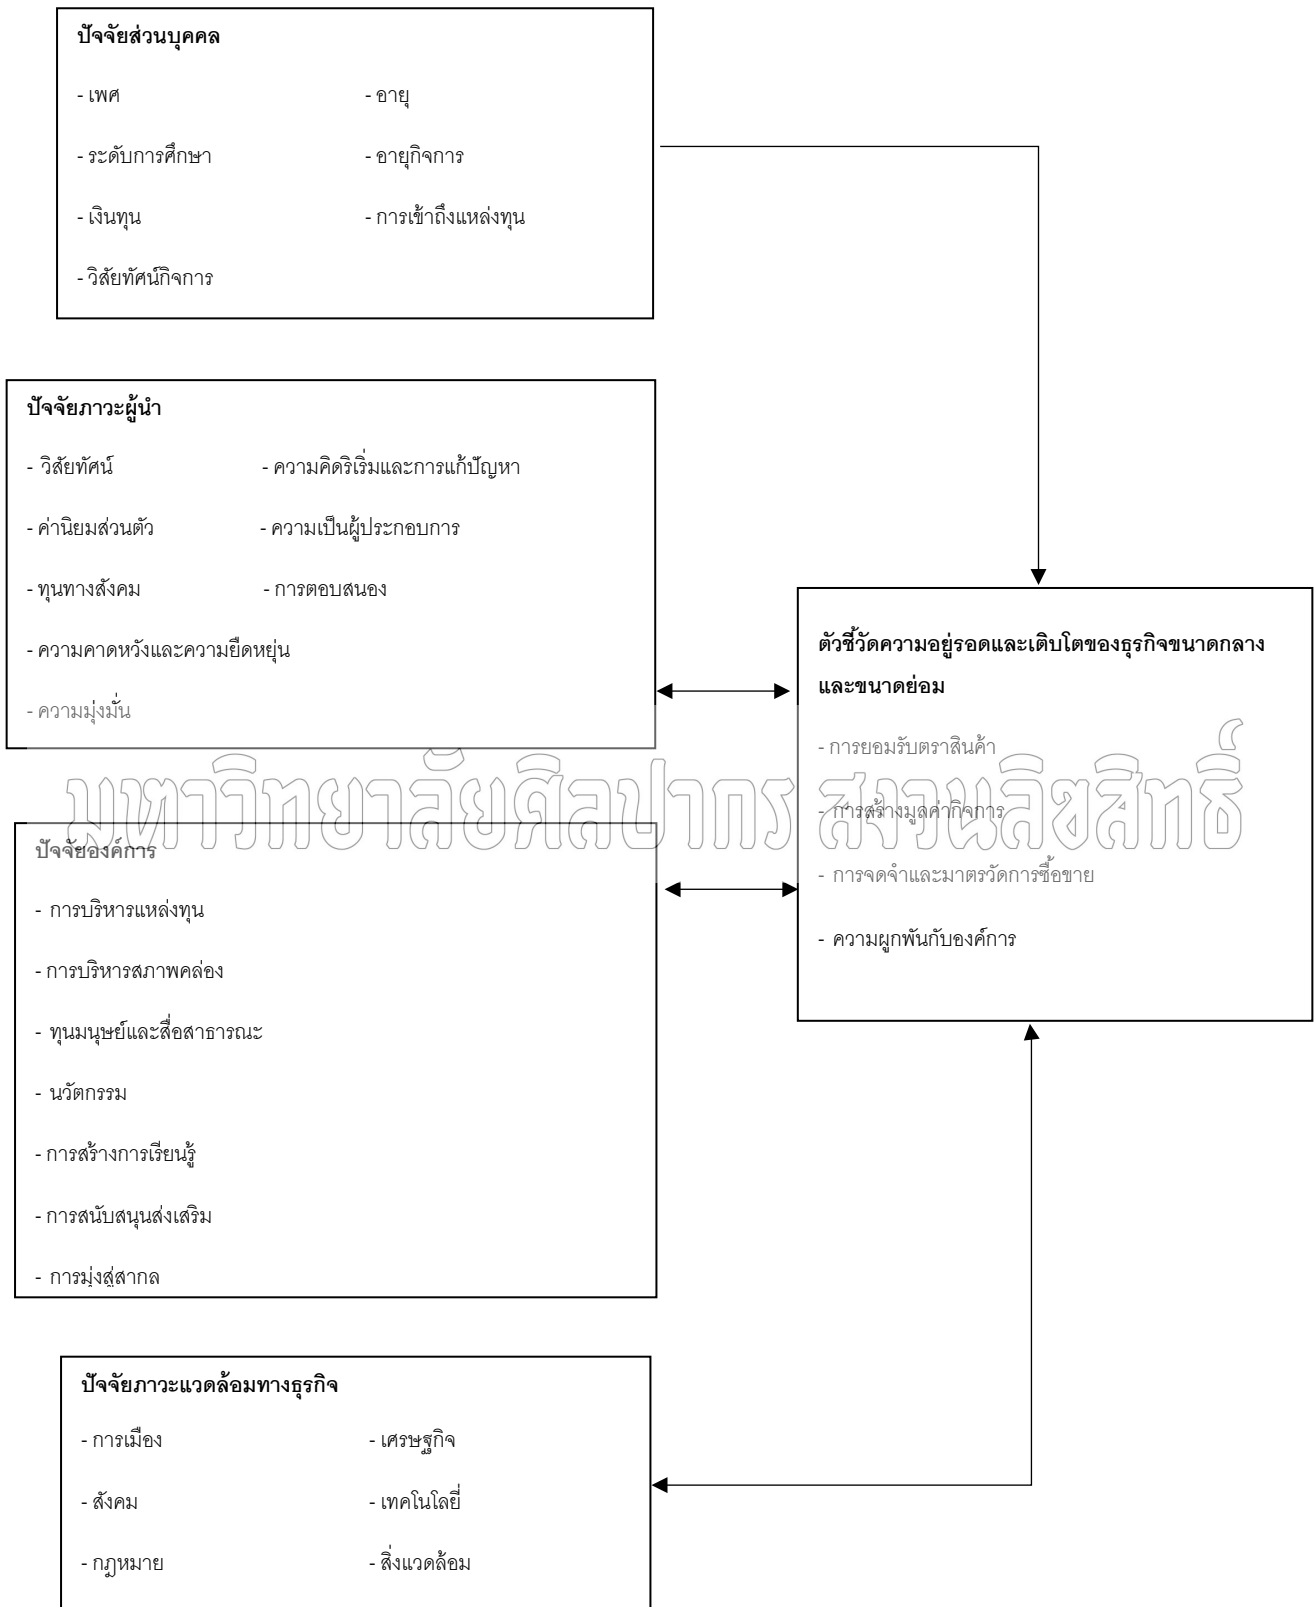 ปัจจัยส่วนบุคคล
- เพศ - อายุ
- ระดับการศึกษา - อายุกิจการ
- เงินทุน - การเข้าถึงแหล่งทุน
- วิสัยทัศน์กิจการ
ปัจจัยภาวะผู้นำ
- วิสัยทัศน์ - ความคิดริเริ่มและการแก้ปัญหา
- ค่านิยมส่วนตัว - ความเป็นผู้ประกอบการ
- ทุนทางสังคม - การตอบสนอง
- ความคาดหวังและความยืดหยุ่น
- ความมุ่งมั่น
ตัวชี้วัดความอยู่รอดและเติบโตของธุรกิจขนาดกลาง
และขนาดย่อม
- การยอมรับตราสินค้า
- การสร้างมูลค่ากิจการ
- การจดจำและมาตรวัดการซื้อขาย
- ความผูกพันกับองค์การ
มหาวิทยาลัยศิลปากร สงวนลิขสิทธิ์
ปัจจัยองค์การ
- การบริหารแหล่งทุน
- การบริหารสภาพคล่อง
- ทุนมนุษย์และสื่อสาธารณะ
- นวัตกรรม
- การสร้างการเรียนรู้
- การสนับสนุนส่งเสริม
- การมุ่งสู่สากล
ปัจจัยภาวะแวดล้อมทางธุรกิจ
- การเมือง - เศรษฐกิจ
- สังคม - เทคโนโลยี่
- กฎหมาย - สิ่งแวดล้อม